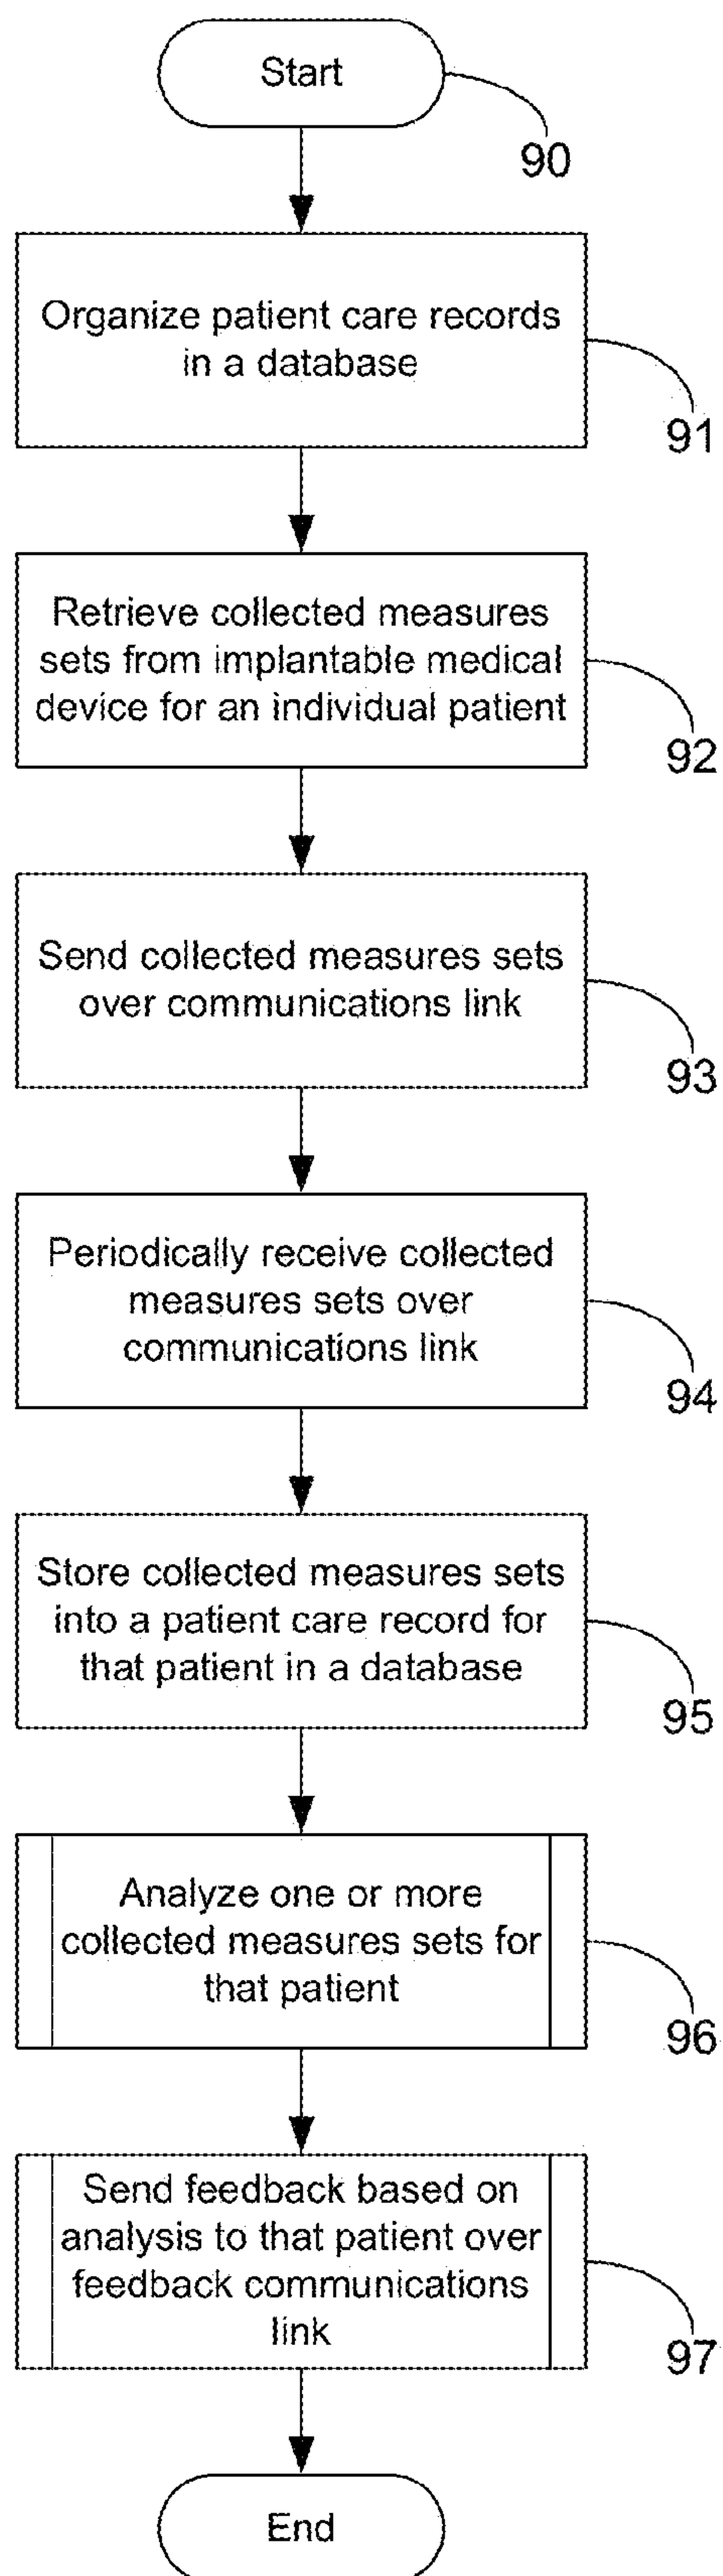 Start
90
Organize patient care records
in a database
91
Retrieve collected measures
sets from implantable medical
device for an individual patient
92
Send collected measures sets
over communications link
93
Periodically receive collected
measures sets over
communications link
94
Store collected measures sets
into a patient care record for
that patient in a database
95
Analyze one or more
collected measures sets for
that patient
96
Send feedback based on
analysis to that patient over
feedback communications
link
97
End